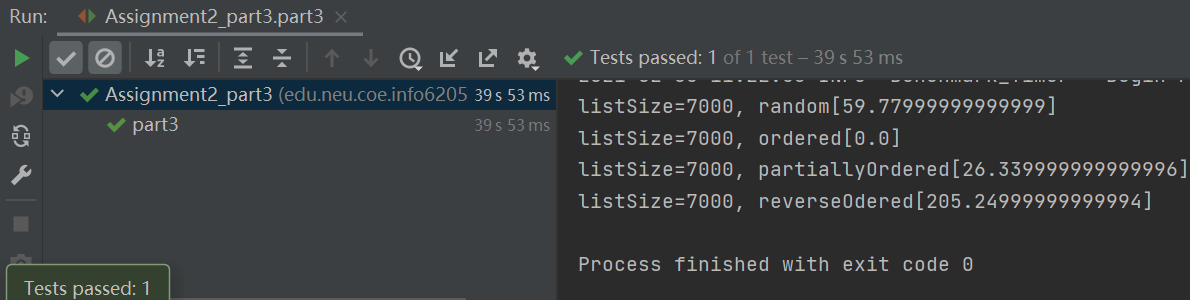 Run: Assignment2_part3.part3
Tests passed: 1 of 1 test – 39 s 53 ms
Assignment2_part3 (edu.neu.coe.info6205 39 s 53 ms
part3 39 s 53 ms
listSize=7000, random[59.77999999999999]
listSize=7000, ordered[0.0]
listSize=7000, partiallyOrdered[26.339999999999996]
listSize=7000, reverseOdered[205.24999999999994]
Process finished with exit code 0
Tests passed: 1